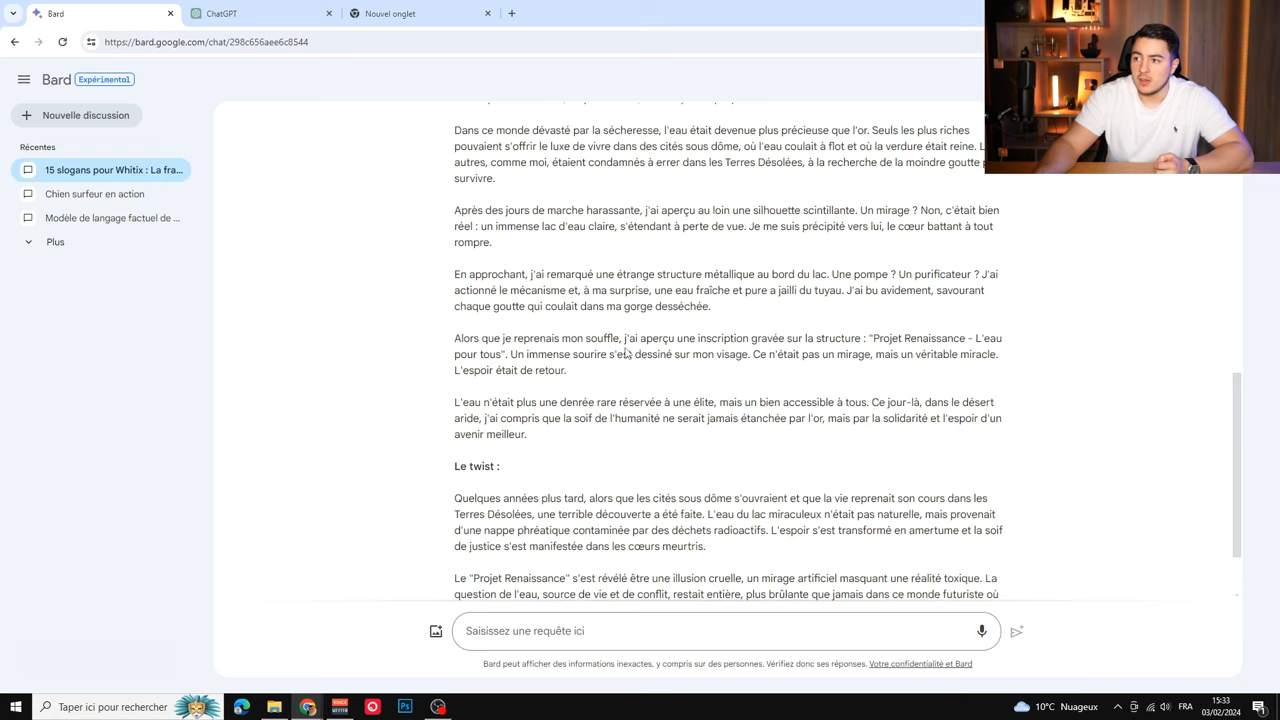 Bard
ChatGPT
Nouvel onglet
https://bard.google.com/chat/298c656aee6c8544
Bard Expérimental
Nouvelle discussion
Récentes
15 slogans pour Whitix : La fra...
Chien surfeur en action
Modèle de langage factuel de ...
Plus
Dans ce monde dévasté par la sécheresse, l'eau était devenue plus précieuse que l'or. Seuls les plus riches
pouvaient s'offrir le luxe de vivre dans des cités sous dôme, où l'eau coulait à flot et où la verdure était reine.
autres, comme moi, étaient condamnés à errer dans les Terres Désolées, à la recherche de la moindre goutte
survivre.
Après des jours de marche harassante, j'ai aperçu au loin une silhouette scintillante. Un mirage ? Non, c'était bien
réel : un immense lac d'eau claire, s'étendant à perte de vue. Je me suis précipité vers lui, le cœur battant à tout
rompre.
En approchant, j'ai remarqué une étrange structure métallique au bord du lac. Une pompe ? Un purificateur ? J'ai
actionné le mécanisme et, à ma surprise, une eau fraîche et pure a jailli du tuyau. J'ai bu avidement, savourant
chaque goutte qui coulait dans ma gorge desséchée.
Alors que je reprenais mon souffle, j'ai aperçu une inscription gravée sur la structure : "Projet Renaissance - L'eau
pour tous". Un immense sourire s'est dessiné sur mon visage. Ce n'était pas un mirage, mais un véritable miracle.
L'espoir était de retour.
L'eau n'était plus une denrée rare réservée à une élite, mais un bien accessible à tous. Ce jour-là, dans le désert
aride, j'ai compris que la soif de l'humanité ne serait jamais étanchée par l'or, mais par la solidarité et l'espoir d'un
avenir meilleur.
Le twist :
Quelques années plus tard, alors que les cités sous dôme s'ouvraient et que la vie reprenait son cours dans les
Terres Désolées, une terrible découverte a été faite. L'eau du lac miraculeux n'était pas naturelle, mais provenait
d'une nappe phréatique contaminée par des déchets radioactifs. L'espoir s'est transformé en amertume et la soif
de justice s'est manifestée dans les cœurs meurtris.
Le "Projet Renaissance" s'est révélé être une illusion cruelle, un mirage artificiel masquant une réalité toxique. La
question de l'eau, source de vie et de conflit, restait entière, plus brûlante que jamais dans ce monde futuriste où
Saisissez une requête ici
Bard peut afficher des informations inexactes, y compris sur des personnes. Vérifiez donc ses réponses. Votre confidentialité et Bard
Taper ici pour rechercher
10°C Nuageux
FRA
15:33
03/02/2024